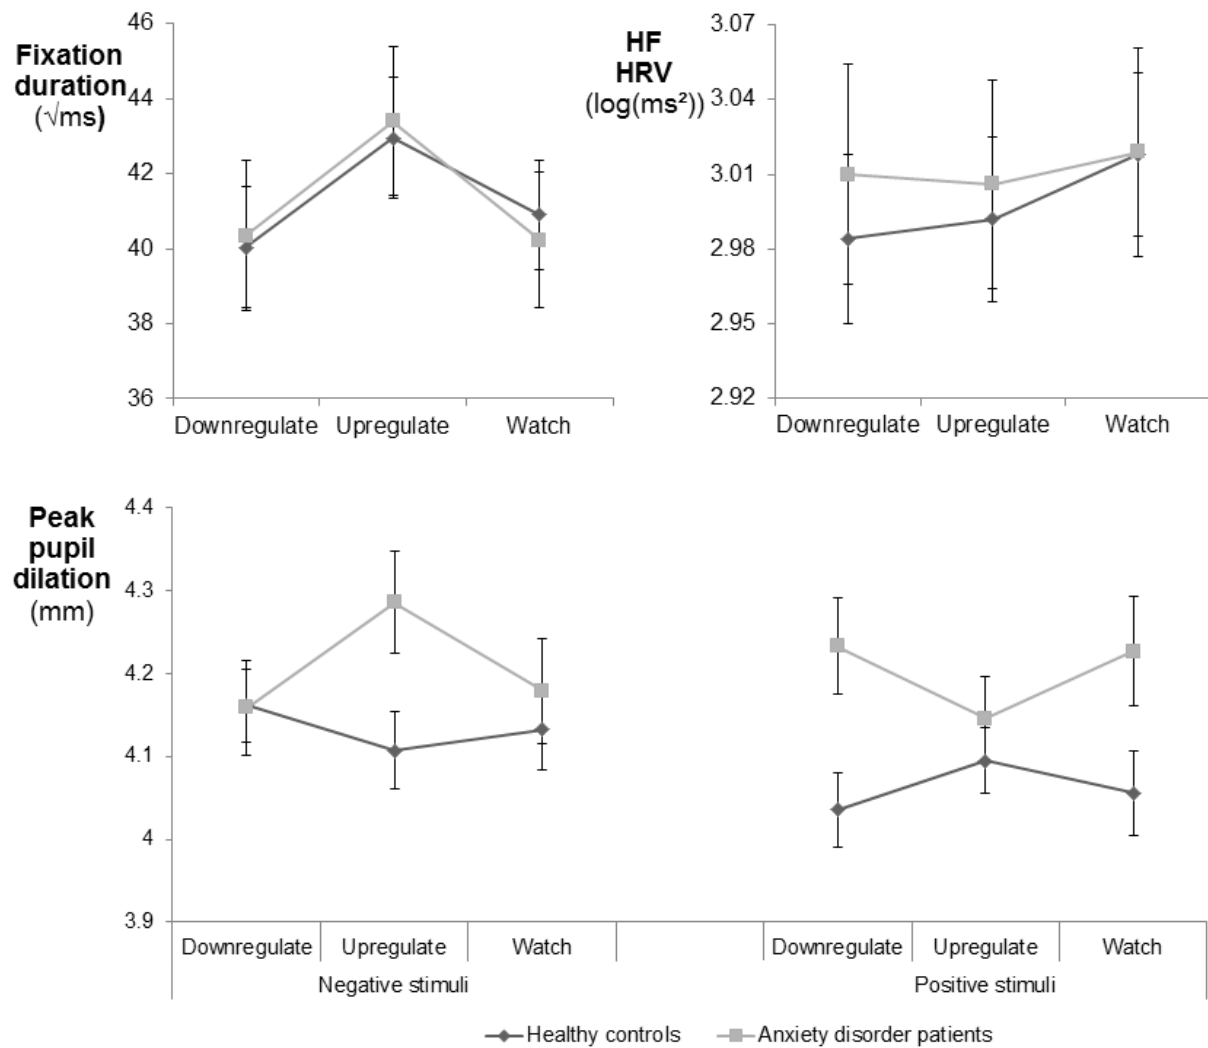 Fixation
duration
(√ms)
46
44
42
40
38
36
Downregulate Upregulate Watch
HF
HRV
(log(ms²))
3.07
3.04
3.01
2.98
2.95
2.92
Downregulate Upregulate Watch
Peak
pupil
dilation
(mm)
4.4
4.3
4.2
4.1
4
3.9
Downregulate Upregulate Watch Downregulate Upregulate Watch
Negative stimuli Positive stimuli
Healthy controls Anxiety disorder patients